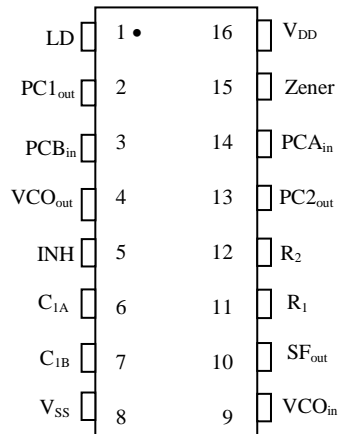 LD 1 • 16 VDD
PC1out 2 15 Zener
PCBin 3 14 PCAin
VCOout 4 13 PC2out
INH 5 12 R2
C1A 6 11 R1
C1B 7 10 SFout
VSS 8 9 VCOin